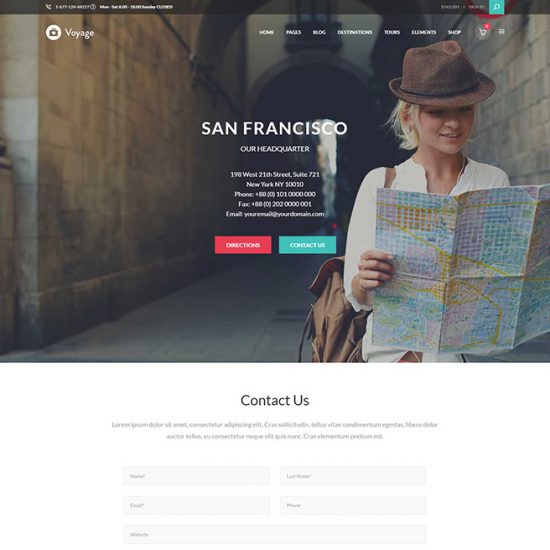 1-677-124-44227 Mon - Sat 8.00 - 18.00 Sunday CLOSED ENGLISH SIGN IN
Voyage HOME PAGES BLOG DESTINATIONS TOURS ELEMENTS SHOP
SAN FRANCISCO
OUR HEADQUARTER
198 West 21th Street, Suite 721
New York NY 10010
Phone: +88 (0) 101 0000 000
Fax: +88 (0) 202 0000 001
Email: youremail@yourdomain.com
DIRECTIONS CONTACT US
Contact Us
Lorem ipsum dolor sit amet, consectetur adipiscing elit. Cras sollicitudin, tellus vitae condimentum egestas, libero dolor
auctor tellus, eu consectetur neque elit quis nunc. Cras elementum pretium est.
Name* Last Name*
Email* Phone
Website